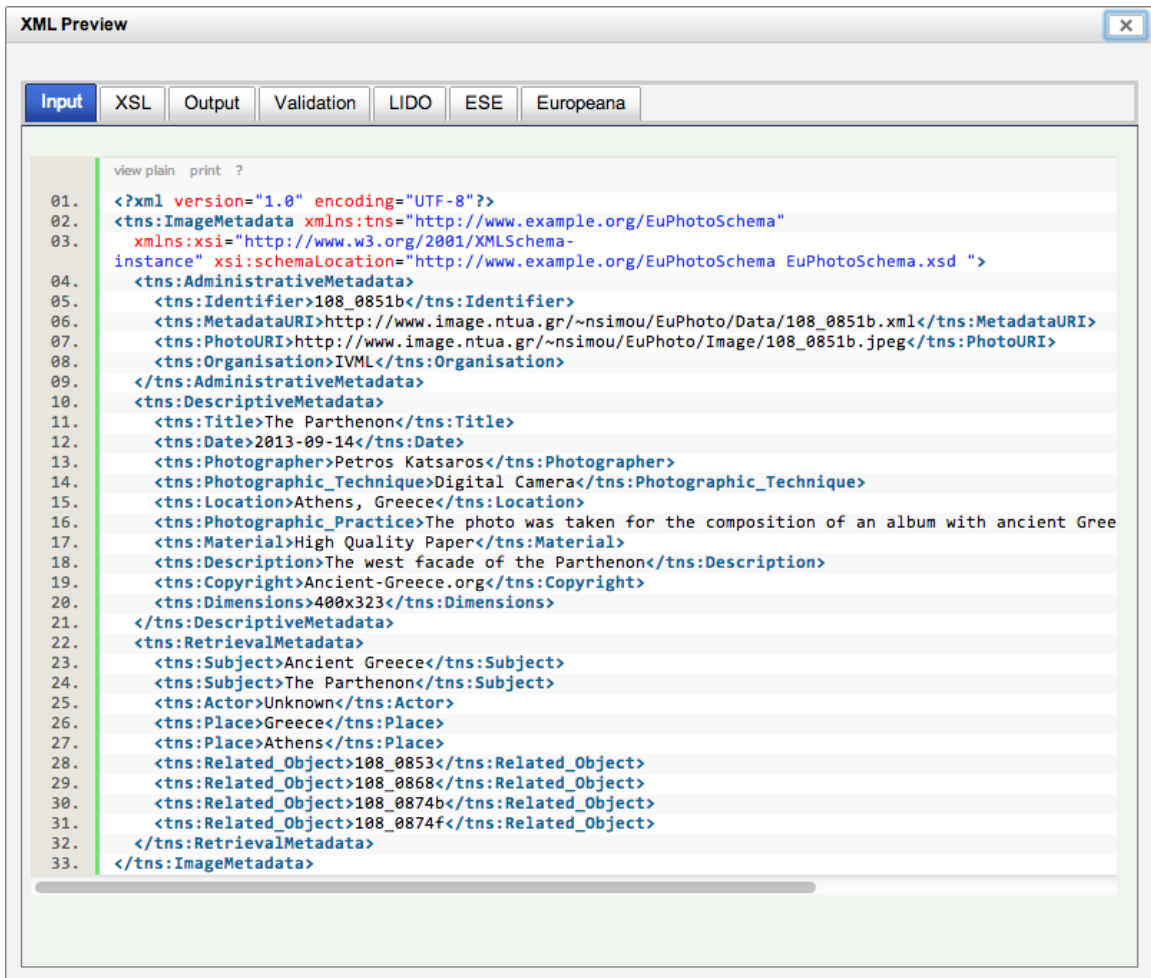 XML Preview
Input XSL Output Validation LIDO ESE Europeana
view plain print ?
01. <?xml version="1.0" encoding="UTF-8"?>
02. <tns:ImageMetadata xmlns:tns="http://www.example.org/EuPhotoSchema"
03. xmlns:xsi="http://www.w3.org/2001/XMLSchema-
instance" xsi:schemaLocation="http://www.example.org/EuPhotoSchema EuPhotoSchema.xsd ">
04. <tns:AdministrativeMetadata>
05. <tns:Identifier>108_0851b</tns:Identifier>
06. <tns:MetadataURI>http://www.image.ntua.gr/~nsimou/EuPhoto/Data/108_0851b.xml</tns:MetadataURI>
07. <tns:PhotoURI>http://www.image.ntua.gr/~nsimou/EuPhoto/Image/108_0851b.jpeg</tns:PhotoURI>
08. <tns:Organisation>IVML</tns:Organisation>
09. </tns:AdministrativeMetadata>
10. <tns:DescriptiveMetadata>
11. <tns:Title>The Parthenon</tns:Title>
12. <tns:Date>2013-09-14</tns:Date>
13. <tns:Photographer>Petros Katsaros</tns:Photographer>
14. <tns:Photographic_Technique>Digital Camera</tns:Photographic_Technique>
15. <tns:Location>Athens, Greece</tns:Location>
16. <tns:Photographic_Practice>The photo was taken for the composition of an album with ancient Gree
17. <tns:Material>High Quality Paper</tns:Material>
18. <tns:Description>The west facade of the Parthenon</tns:Description>
19. <tns:Copyright>Ancient-Greece.org</tns:Copyright>
20. <tns:Dimensions>400x323</tns:Dimensions>
21. </tns:DescriptiveMetadata>
22. <tns:RetrievalMetadata>
23. <tns:Subject>Ancient Greece</tns:Subject>
24. <tns:Subject>The Parthenon</tns:Subject>
25. <tns:Actor>Unknown</tns:Actor>
26. <tns:Place>Greece</tns:Place>
27. <tns:Place>Athens</tns:Place>
28. <tns:Related_Object>108_0853</tns:Related_Object>
29. <tns:Related_Object>108_0868</tns:Related_Object>
30. <tns:Related_Object>108_0874b</tns:Related_Object>
31. <tns:Related_Object>108_0874f</tns:Related_Object>
32. </tns:RetrievalMetadata>
33. </tns:ImageMetadata>